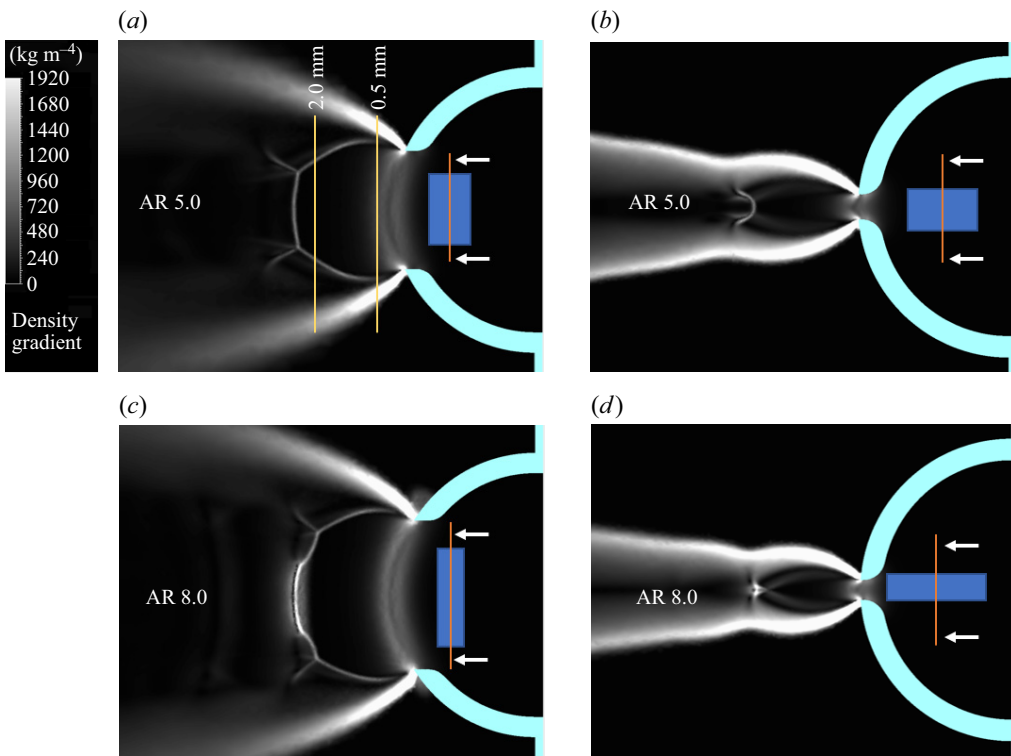 (a)
(b)
(kg m⁻⁴)
1920
1680
1440
1200
960
720
480
240
0
Density
gradient
2.0 mm
0.5 mm
AR 5.0
AR 5.0
(c)
(d)
AR 8.0
AR 8.0